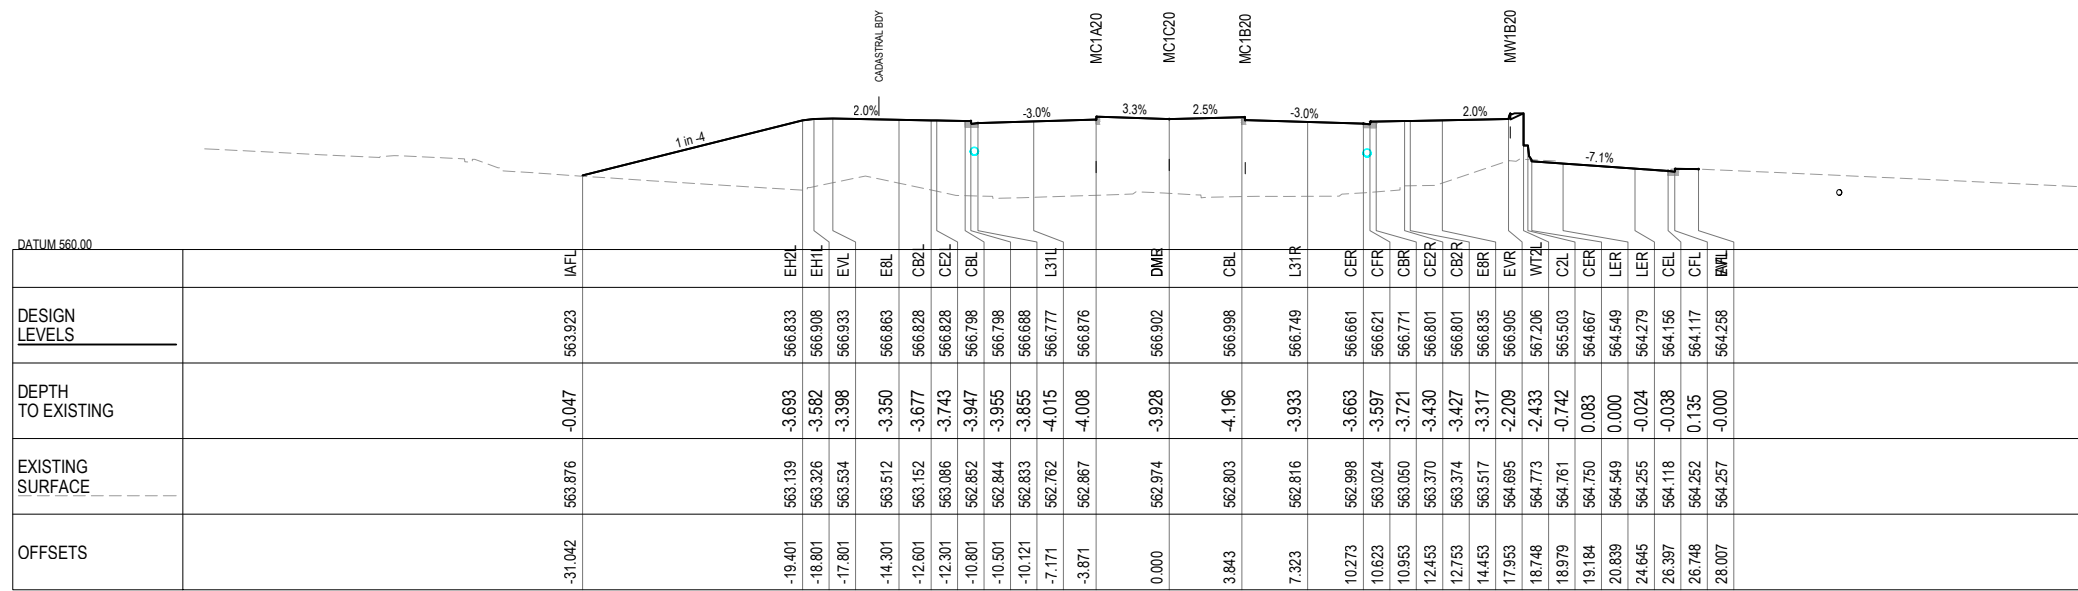 CADASTRAL BDY
MC1A20
MC1C20
MC1B20
MW1B20
1 in -4
2.0%
-3.0%
3.3%
2.5%
-3.0%
2.0%
-7.1%
DATUM 560.00
IAFL EH2L EH1L EVL E8L CB2L CE2L CBL L31L CBL L31R CER CFR CBR CE2R CB2R E8R EVR WT2L C2L CER LER LER CEL CFL
DESIGN
LEVELS
563.923 566.833 566.908 566.933 566.863 566.828 566.828 566.798 566.798 566.688 566.777 566.876 566.902 566.998 566.749 566.661 566.621 566.771 566.801 566.801 566.835 566.905 567.206 565.503 564.667 564.549 564.279 564.156 564.117 564.258
DEPTH
TO EXISTING
-0.047 -3.693 -3.582 -3.398 -3.350 -3.677 -3.743 -3.947 -3.955 -3.855 -4.015 -4.008 -3.928 -4.196 -3.933 -3.663 -3.597 -3.721 -3.430 -3.427 -3.317 -2.209 -2.433 -0.742 0.083 0.000 -0.024 -0.038 0.135 -0.000
EXISTING
SURFACE
563.876 563.139 563.326 563.534 563.512 563.152 563.086 562.852 562.844 562.833 562.762 562.867 562.974 562.803 562.816 562.998 563.024 563.050 563.370 563.374 563.517 564.695 564.773 564.761 564.750 564.549 564.255 564.118 564.252 564.257
OFFSETS
-31.042 -19.401 -18.801 -17.801 -14.301 -12.601 -12.301 -10.801 -10.501 -10.121 -7.171 -3.871 0.000 3.843 7.323 10.273 10.623 10.953 12.453 12.753 14.453 17.953 18.748 18.979 19.184 20.839 24.645 26.397 26.748 28.007